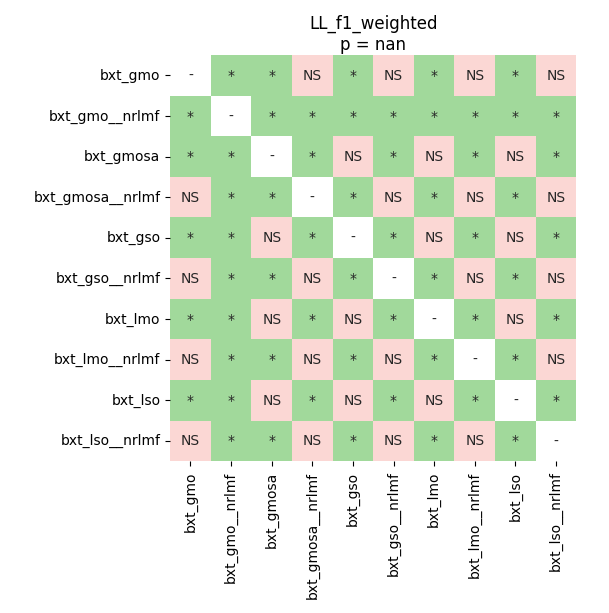 LL_f1_weighted
p = nan
bxt_gmo - * * NS * NS * NS * NS
bxt_gmo__nrlmf * - * * * * * * * *
bxt_gmosa * * - * NS * NS * NS *
bxt_gmosa__nrlmf NS * * - * NS * NS * NS
bxt_gso * * NS * - * NS * NS *
bxt_gso__nrlmf NS * * NS * - * NS * NS
bxt_lmo * * NS * NS * - * NS *
bxt_lmo__nrlmf NS * * NS * NS * - * NS
bxt_lso * * NS * NS * NS * - *
bxt_lso__nrlmf NS * * NS * NS * NS * -
bxt_gmo
bxt_gmo__nrlmf
bxt_gmosa
bxt_gmosa__nrlmf
bxt_gso
bxt_gso__nrlmf
bxt_lmo
bxt_lmo__nrlmf
bxt_lso
bxt_lso__nrlmf